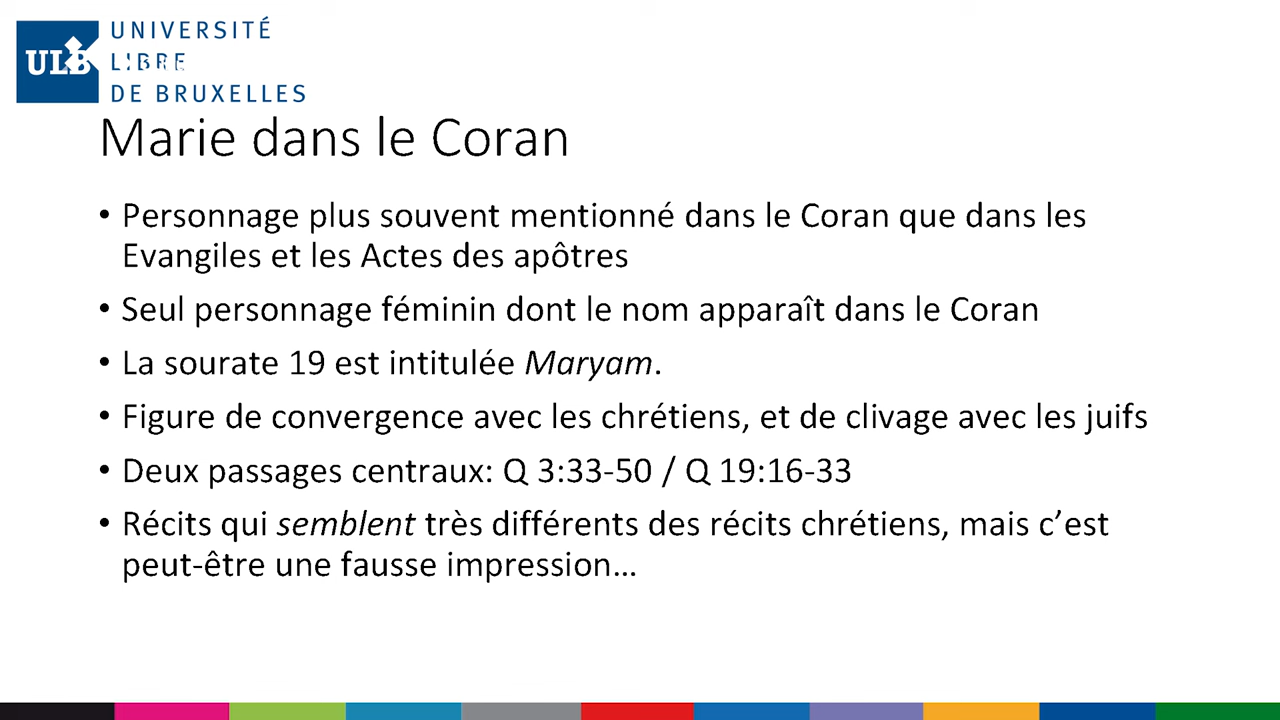 ULB
UNIVERSITÉ
LIBRE
DE BRUXELLES
Marie dans le Coran
• Personnage plus souvent mentionné dans le Coran que dans les
Evangiles et les Actes des apôtres
• Seul personnage féminin dont le nom apparaît dans le Coran
• La sourate 19 est intitulée Maryam.
• Figure de convergence avec les chrétiens, et de clivage avec les juifs
• Deux passages centraux: Q 3:33-50 / Q 19:16-33
• Récits qui semblent très différents des récits chrétiens, mais c’est
peut-être une fausse impression…